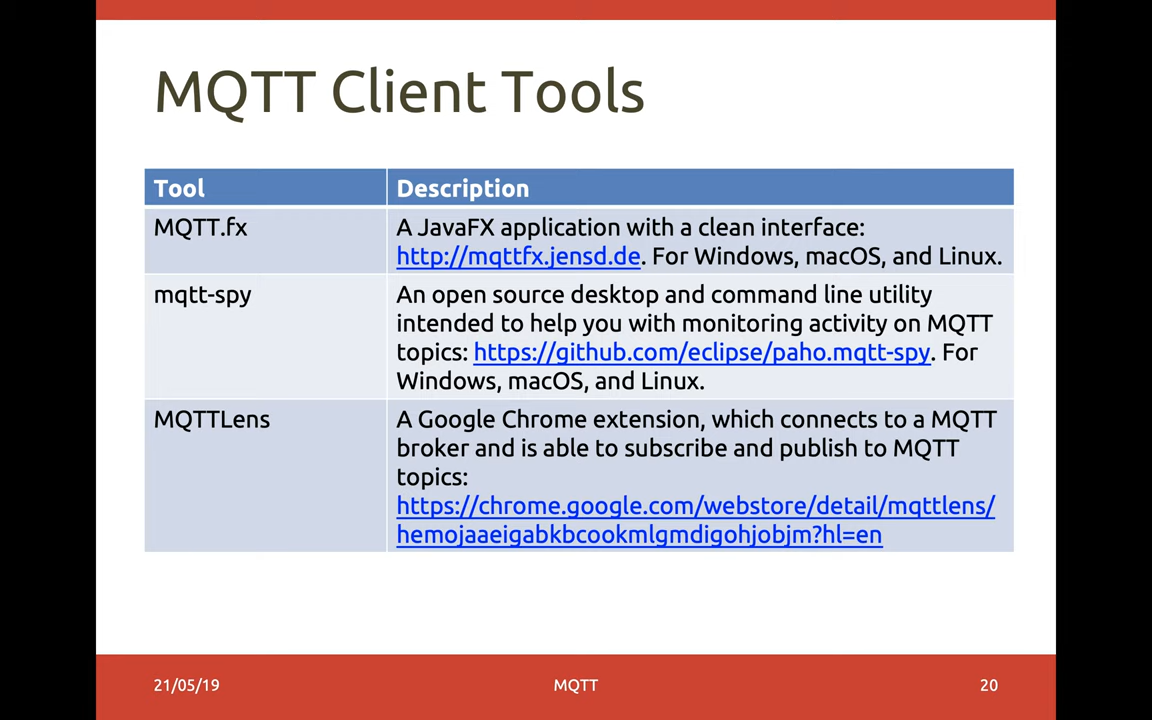 MQTT Client Tools
Tool
Description
MQTT.fx
A JavaFX application with a clean interface:
http://mqttfx.jensd.de. For Windows, macOS, and Linux.
mqtt-spy
An open source desktop and command line utility
intended to help you with monitoring activity on MQTT
topics: https://github.com/eclipse/paho.mqtt-spy. For
Windows, macOS, and Linux.
MQTTLens
A Google Chrome extension, which connects to a MQTT
broker and is able to subscribe and publish to MQTT
topics:
https://chrome.google.com/webstore/detail/mqttlens/
hemojaaeigabkbcookmlgmdigohjobjm?hl=en
21/05/19
MQTT
20